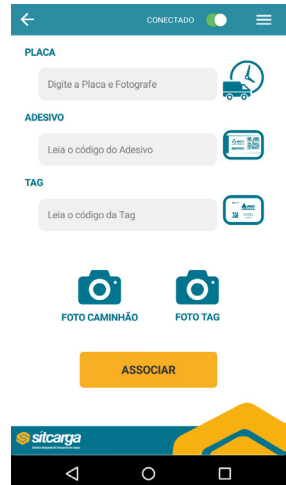 CONECTADO
PLACA
Digite a Placa e Fotografe
ADESIVO
Leia o código do Adesivo
TAG
Leia o código da Tag
FOTO CAMINHÃO
FOTO TAG
ASSOCIAR
sitcarga